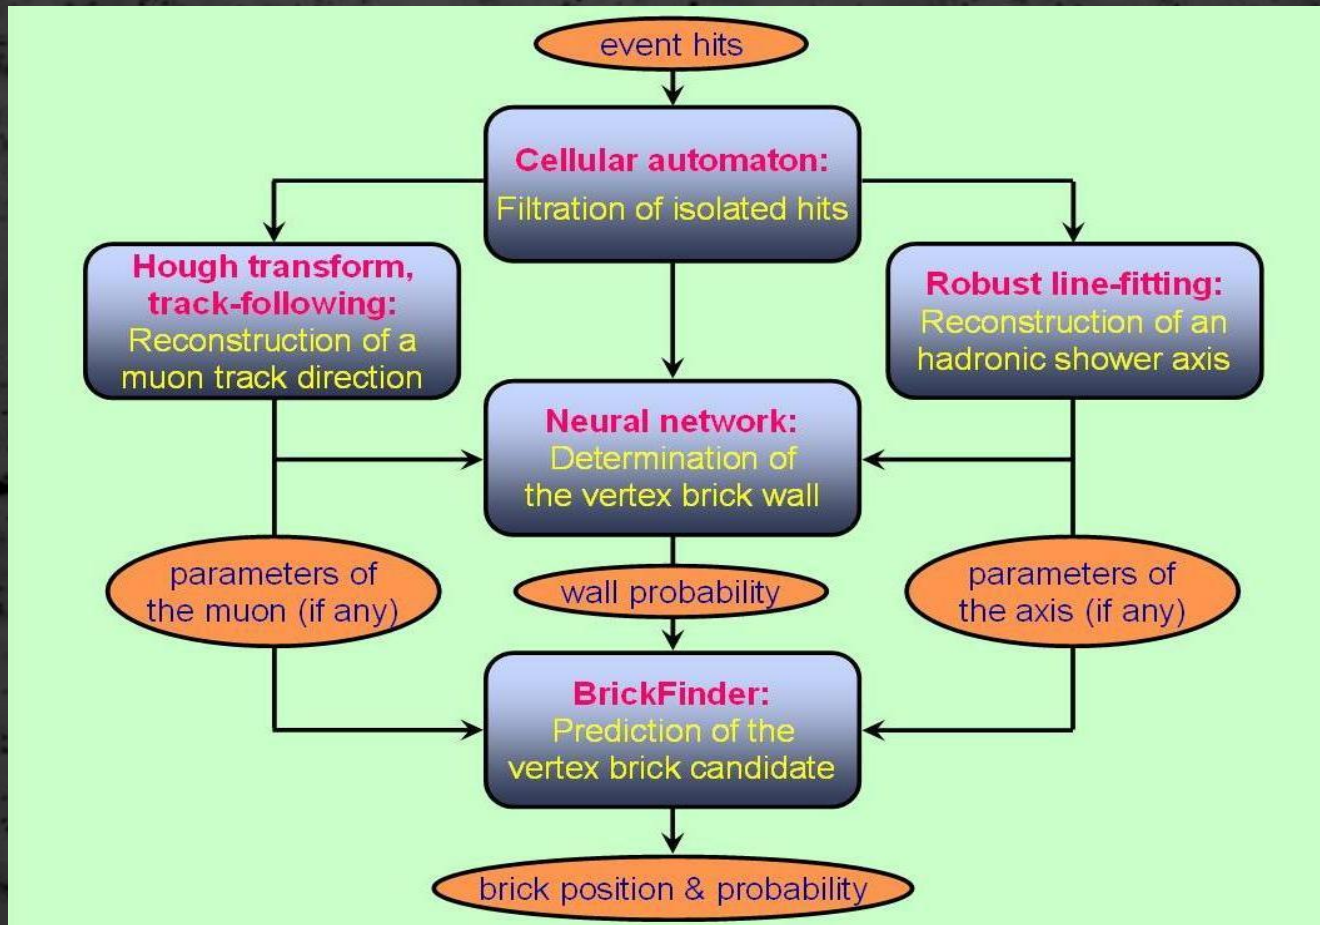 event hits
Cellular automaton:
Filtration of isolated hits
Hough transform,
track-following:
Reconstruction of a
muon track direction
Robust line-fitting:
Reconstruction of an
hadronic shower axis
Neural network:
Determination of
the vertex brick wall
parameters of
the muon (if any)
wall probability
parameters of
the axis (if any)
BrickFinder:
Prediction of the
vertex brick candidate
brick position & probability